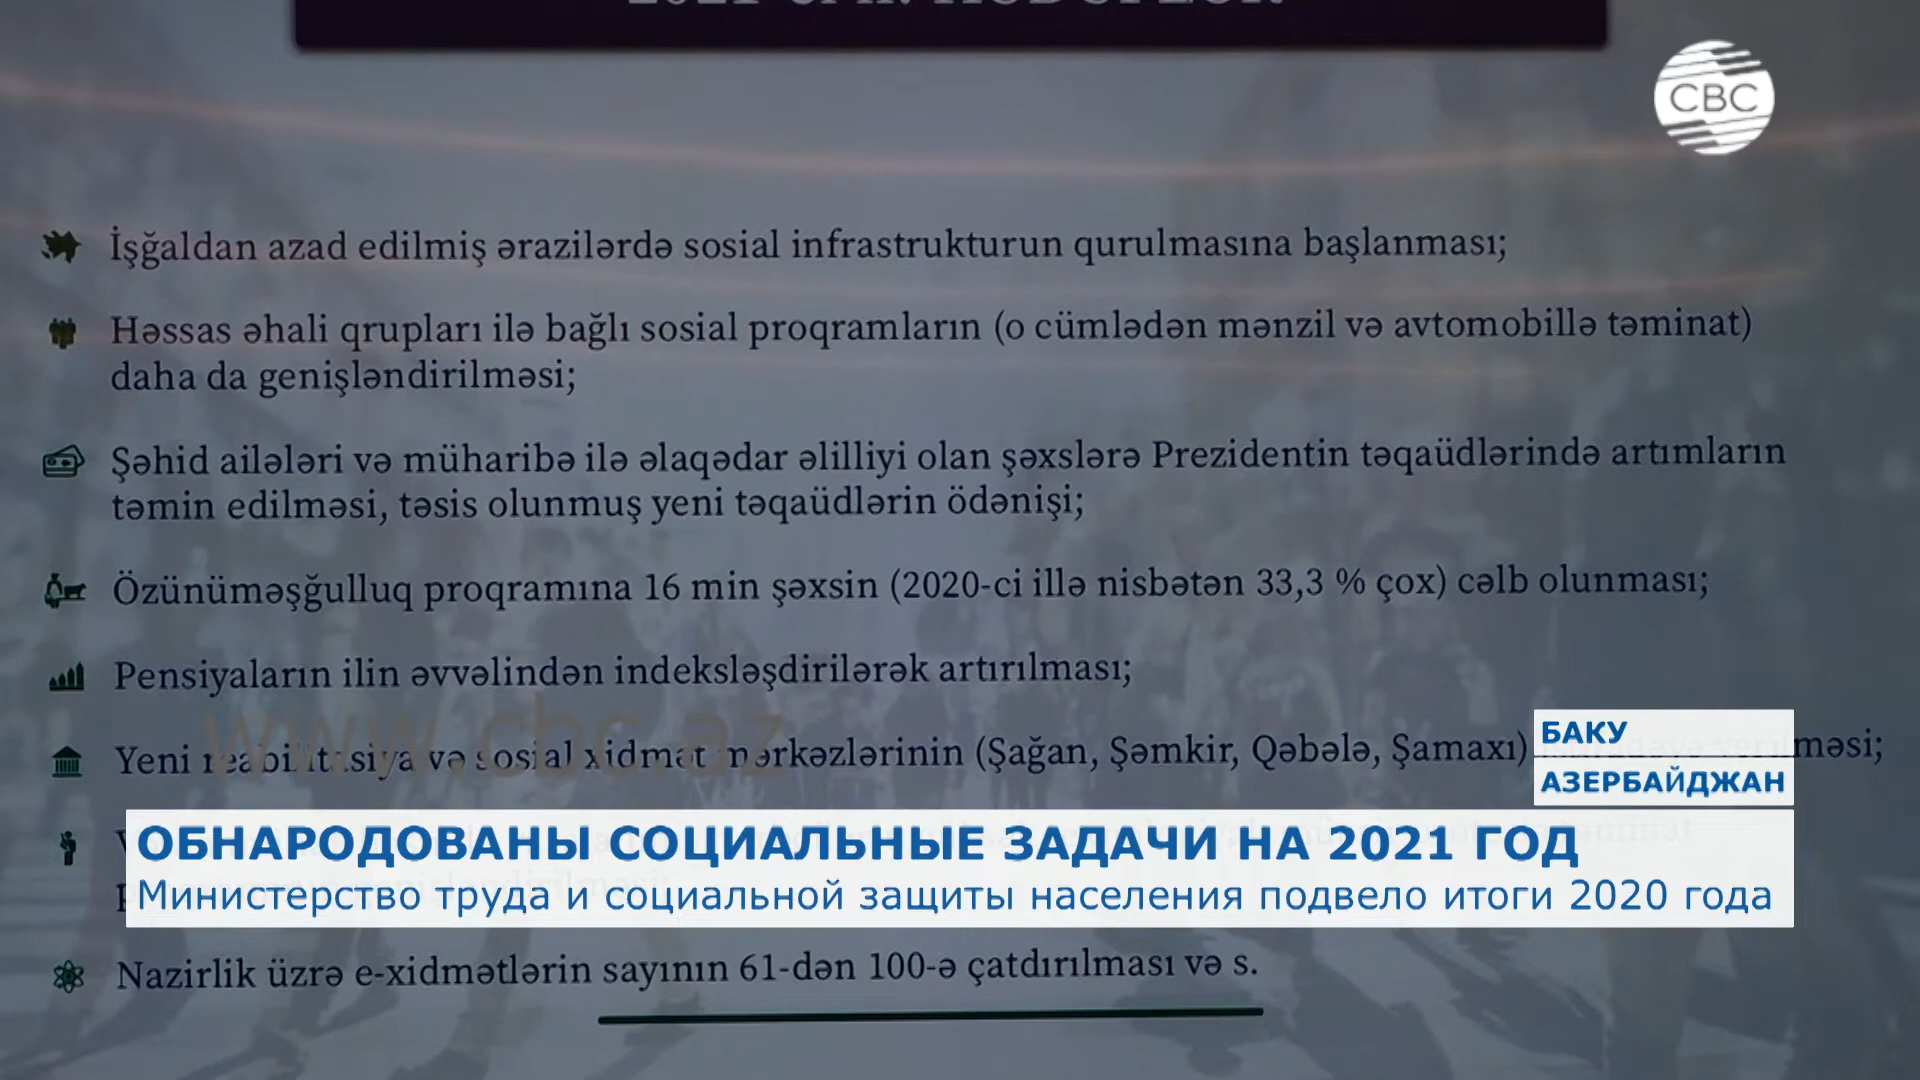 CBC
İşğaldan azad edilmiş ərazilərdə sosial infrastrukturun qurulmasına başlanması;
Həssas əhali qrupları ilə bağlı sosial proqramların (o cümlədən mənzil və avtomobillə təminat)
daha da genişləndirilməsi;
Şəhid ailələri və müharibə ilə əlaqədar əlilliyi olan şəxslərə Prezidentin təqaüdlərində artımların
təmin edilməsi, təsis olunmuş yeni təqaüdlərin ödənişi;
Özünüməşğulluq proqramına 16 min şəxsin (2020-ci illə nisbətən 33,3 % çox) cəlb olunması;
Pensiyaların ilin əvvəlindən indeksləşdirilərək artırılması;
www.cbc.az
Yeni reabilitasiya və sosial xidmət mərkəzlərinin (Şağan, Şəmkir, Qəbələ, Şamaxı)
БАКУ
АЗЕРБАЙДЖАН
ОБНАРОДОВАНЫ СОЦИАЛЬНЫЕ ЗАДАЧИ НА 2021 ГОД
Министерство труда и социальной защиты населения подвело итоги 2020 года
Nazirlik üzrə e-xidmətlərin sayının 61-dən 100-ə çatdırılması və s.